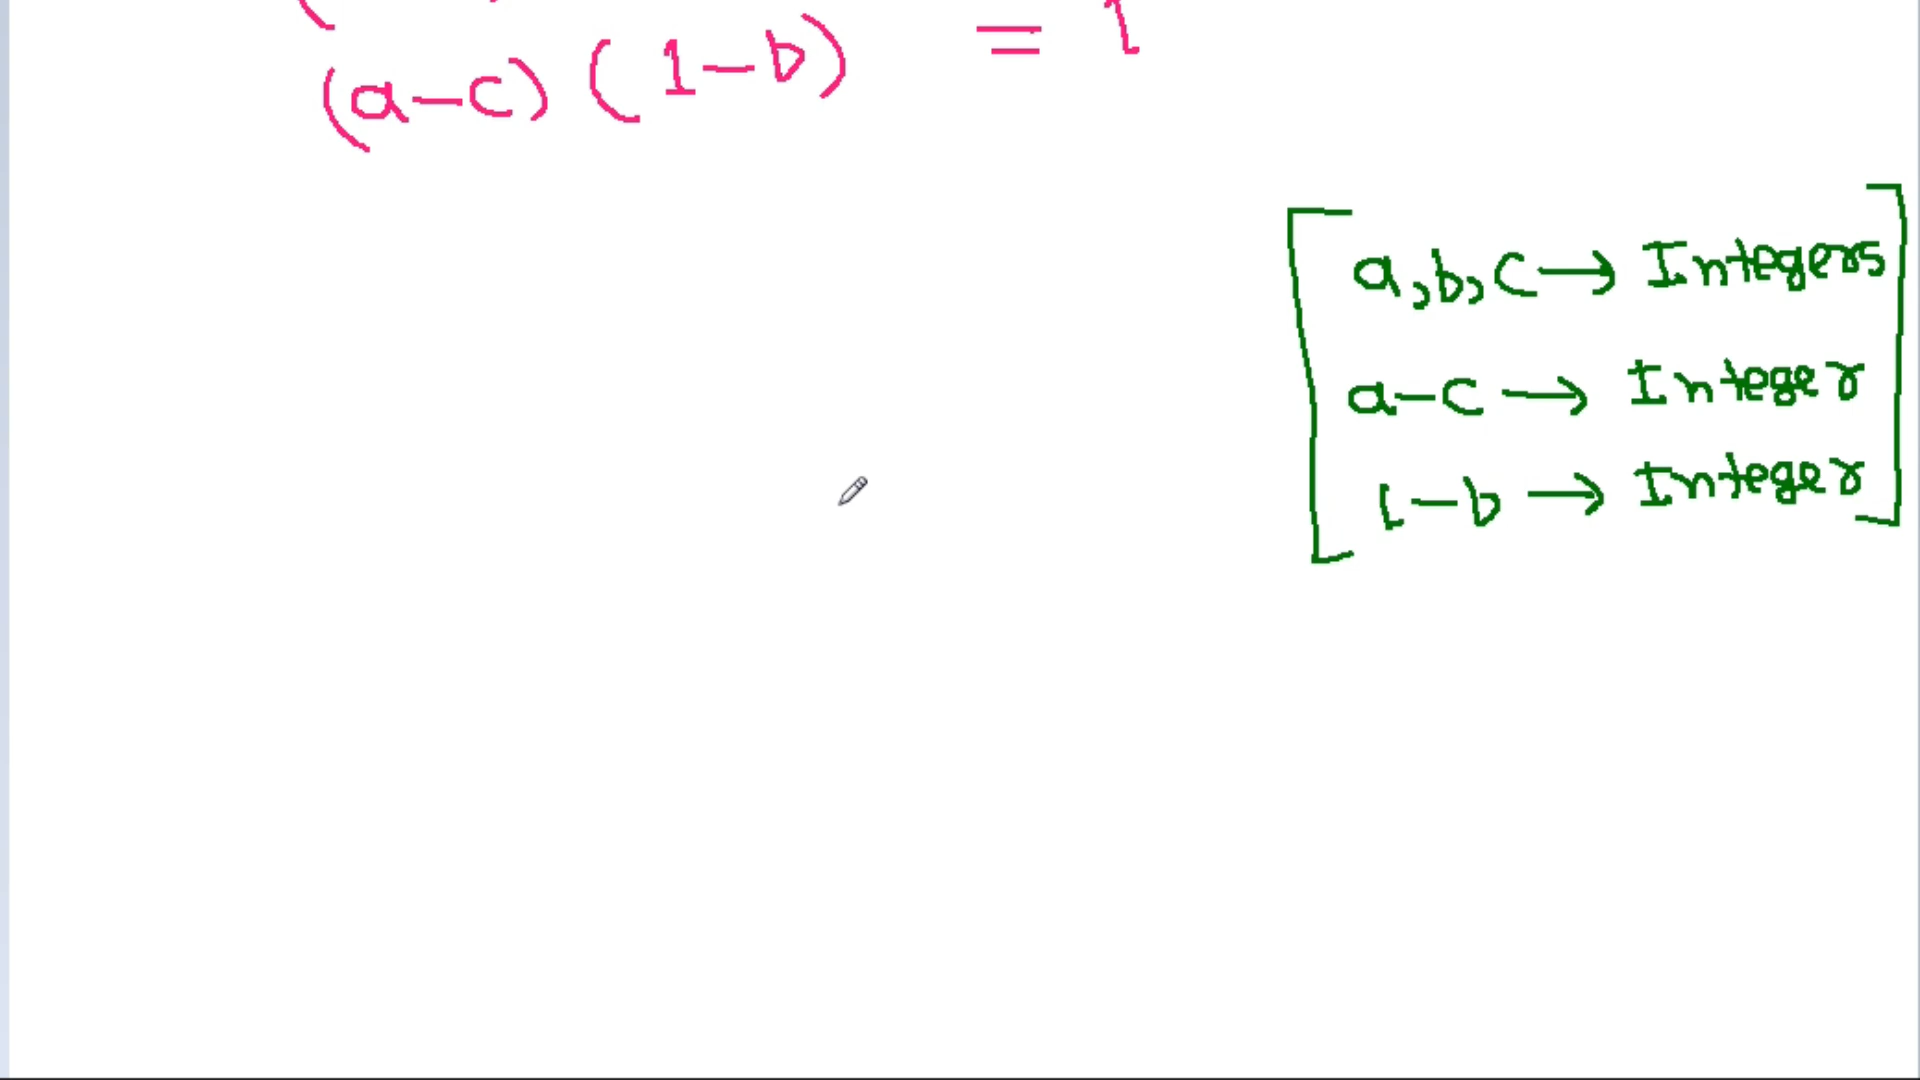 (a-c) (1-b) = 1
a,b,c → Integers
a-c → Integer
1-b → Integer